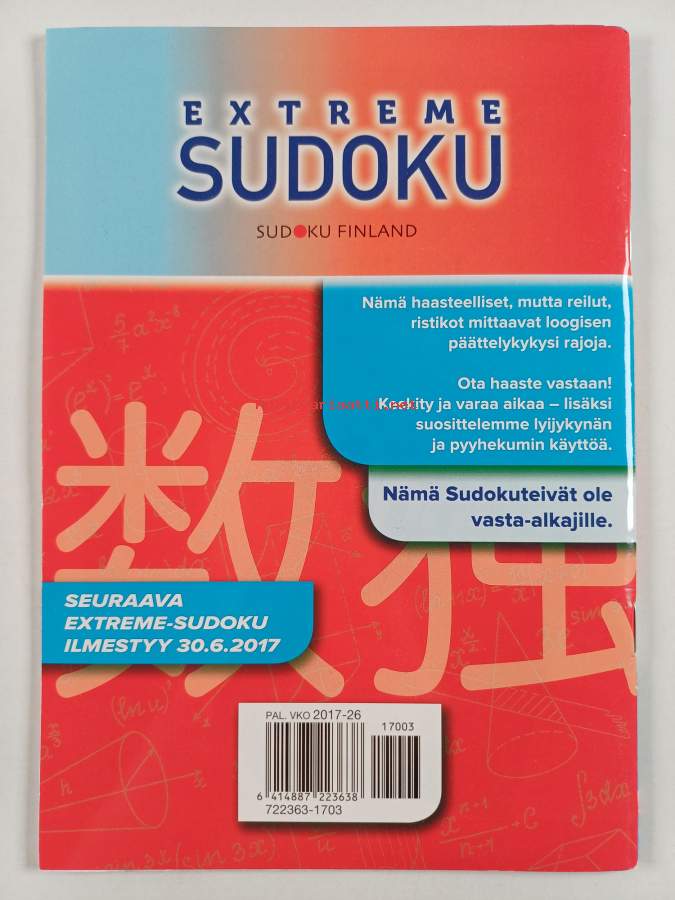 EXTREME
SUDOKU
SUDOKU FINLAND
Nämä haasteelliset, mutta reilut,
ristikot mittaavat loogisen
päättelykykysi rajoja.
Ota haaste vastaan!
Keskity ja varaa aikaa – lisäksi
suosittelemme lyijykynän
ja pyyhekumin käyttöä.
Nämä Sudokuteivät ole
vasta-alkajille.
数独
SEURAAVA
EXTREME-SUDOKU
ILMESTYY 30.6.2017
PAL. VKO 2017-26
17003
6 414887 223638
722363-1703